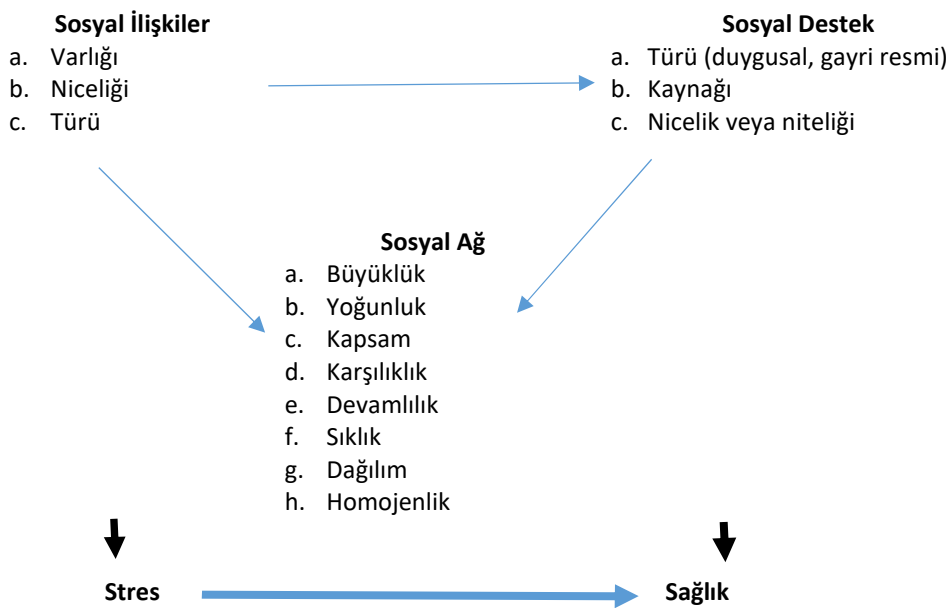 Sosyal İlişkiler
a. Varlığı
b. Niceliği
c. Türü
Sosyal Destek
a. Türü (duygusal, gayri resmi)
b. Kaynağı
c. Nicelik veya niteliği
Sosyal Ağ
a. Büyüklük
b. Yoğunluk
c. Kapsam
d. Karşılıklık
e. Devamlılık
f. Sıklık
g. Dağılım
h. Homojenlik
Stres
Sağlık